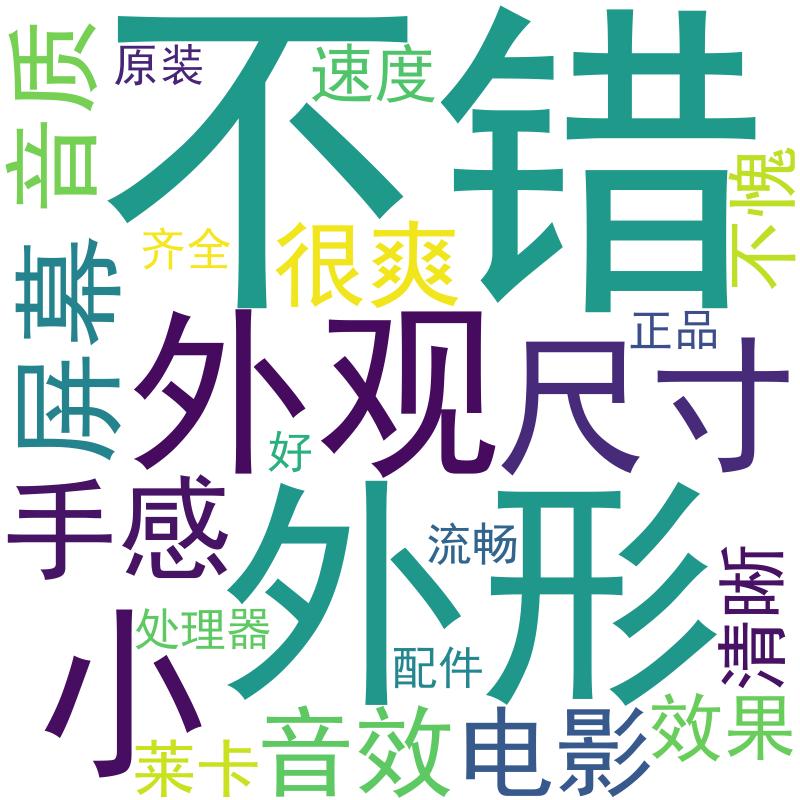 不错
音质
原装
速度
不愧
齐全
很爽
屏幕
外观
尺寸
正品
好
手感
外形
流畅
清晰
小
处理器
配件
莱卡
音效
电影
效果